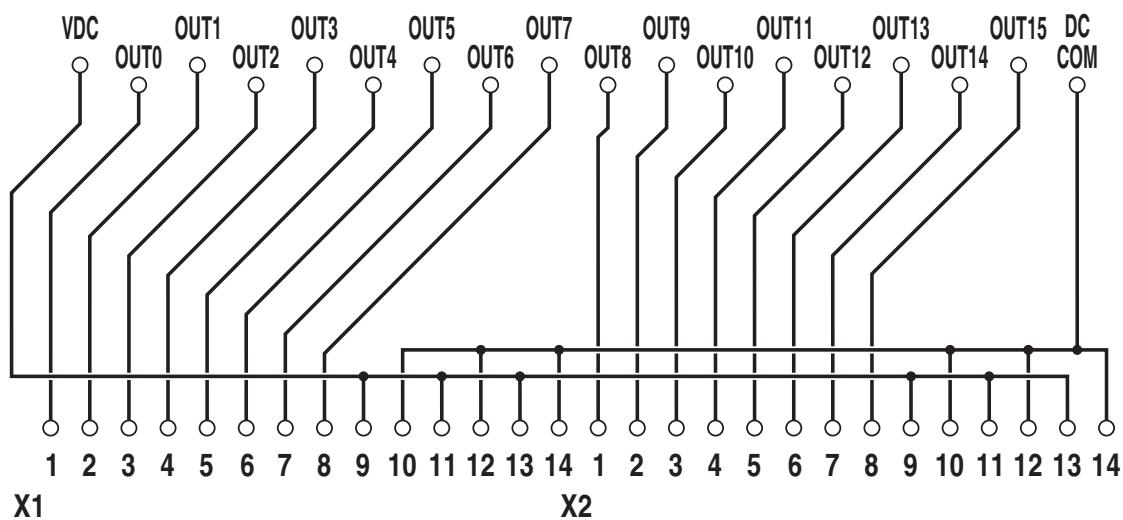 VDC OUT1 OUT3 OUT5 OUT7 OUT9 OUT11 OUT13 OUT15 DC
OUT0 OUT2 OUT4 OUT6 OUT8 OUT10 OUT12 OUT14 COM
1 2 3 4 5 6 7 8 9 10 11 12 13 14 1 2 3 4 5 6 7 8 9 10 11 12 13 14
X1 X2